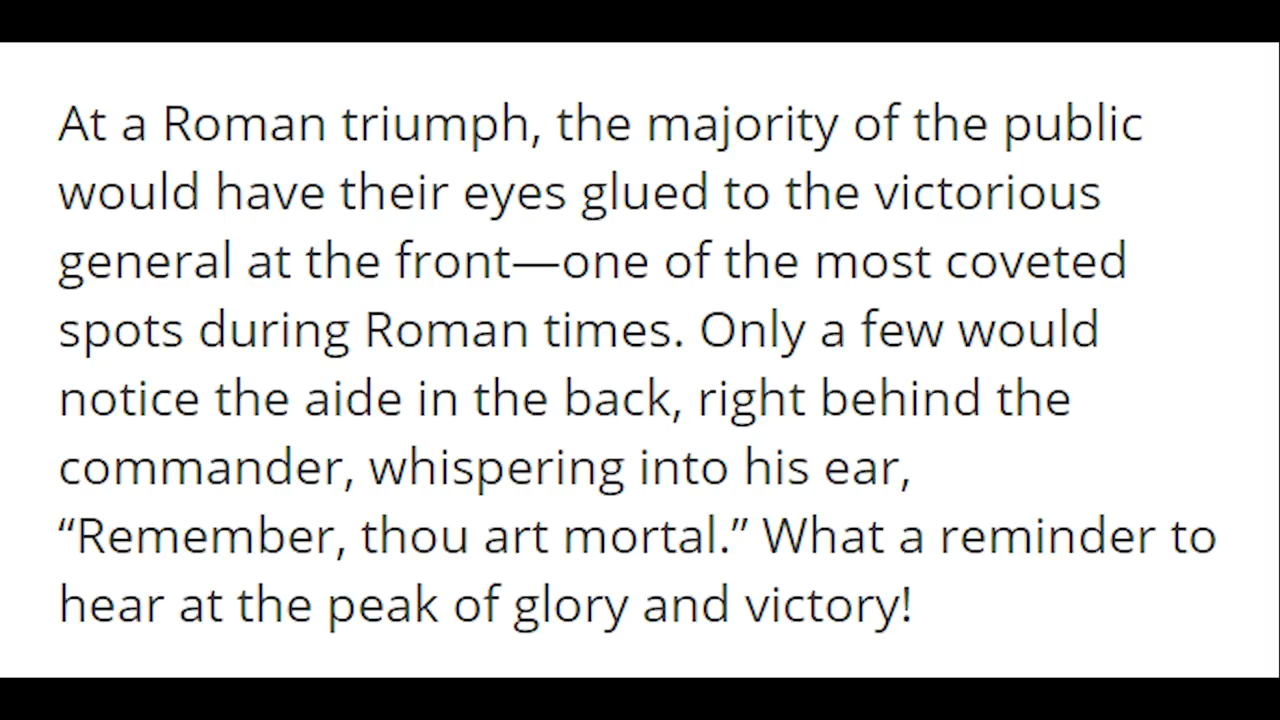 At a Roman triumph, the majority of the public
would have their eyes glued to the victorious
general at the front—one of the most coveted
spots during Roman times. Only a few would
notice the aide in the back, right behind the
commander, whispering into his ear,
“Remember, thou art mortal.” What a reminder to
hear at the peak of glory and victory!